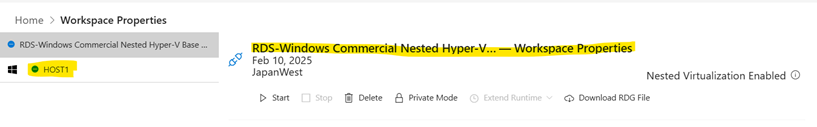 Home > Workspace Properties
RDS-Windows Commercial Nested Hyper-V Base ...
HOST1
RDS-Windows Commercial Nested Hyper-V... — Workspace Properties
Feb 10, 2025
JapanWest
Nested Virtualization Enabled
Start Stop Delete Private Mode Extend Runtime Download RDG File